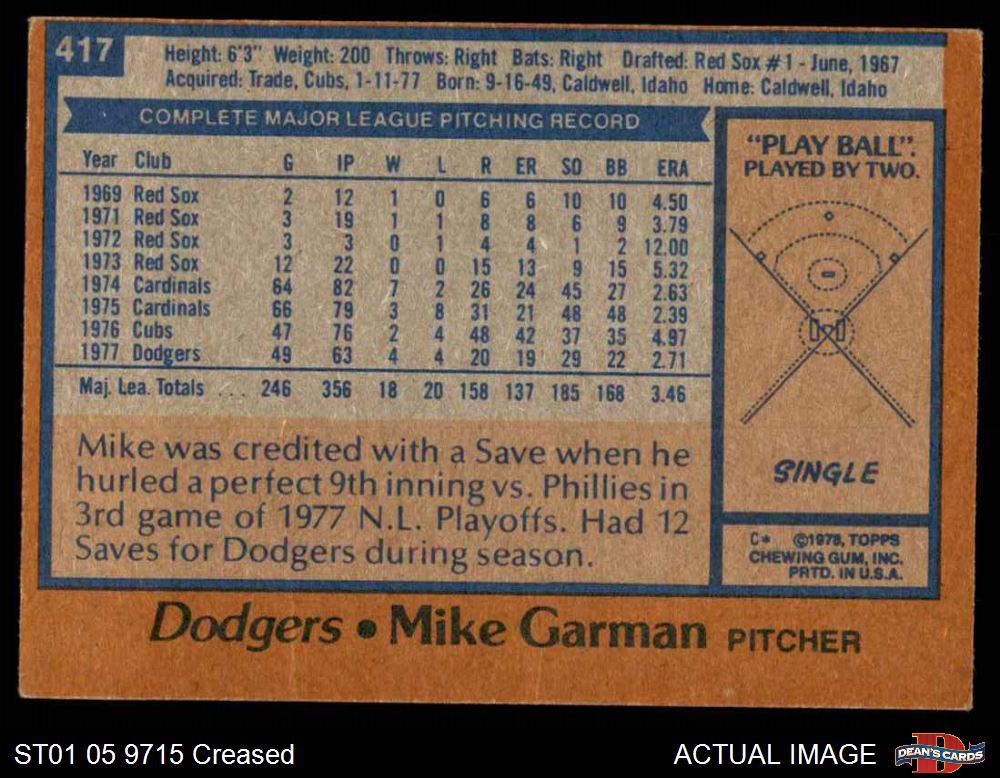 417
Height: 6'3" Weight: 200 Throws: Right Bats: Right Drafted: Red Sox #1 - June, 1967
Acquired: Trade, Cubs, 1-11-77 Born: 9-16-49, Caldwell, Idaho Home: Caldwell, Idaho
COMPLETE MAJOR LEAGUE PITCHING RECORD
Year Club G IP W L R ER SO BB ERA
1969 Red Sox 2 12 1 0 6 6 10 10 4.50
1971 Red Sox 3 19 1 1 8 8 6 9 3.79
1972 Red Sox 3 3 0 1 4 4 1 2 12.00
1973 Red Sox 12 22 0 0 15 13 9 15 5.32
1974 Cardinals 64 82 7 2 26 24 45 27 2.63
1975 Cardinals 66 79 3 8 31 21 48 48 2.39
1976 Cubs 47 76 2 4 48 42 37 35 4.97
1977 Dodgers 49 63 4 4 20 19 29 22 2.71
Maj. Lea. Totals ... 246 356 18 20 158 137 185 168 3.46
Mike was credited with a Save when he
hurled a perfect 9th inning vs. Phillies in
3rd game of 1977 N.L. Playoffs. Had 12
Saves for Dodgers during season.
"PLAY BALL".
PLAYED BY TWO.
SINGLE
C* ©1978, TOPPS
CHEWING GUM, INC.
PRTD. IN U.S.A.
Dodgers • Mike Garman PITCHER
ST01 05 9715 Creased
ACTUAL IMAGE
D
DEAN'S CARDS